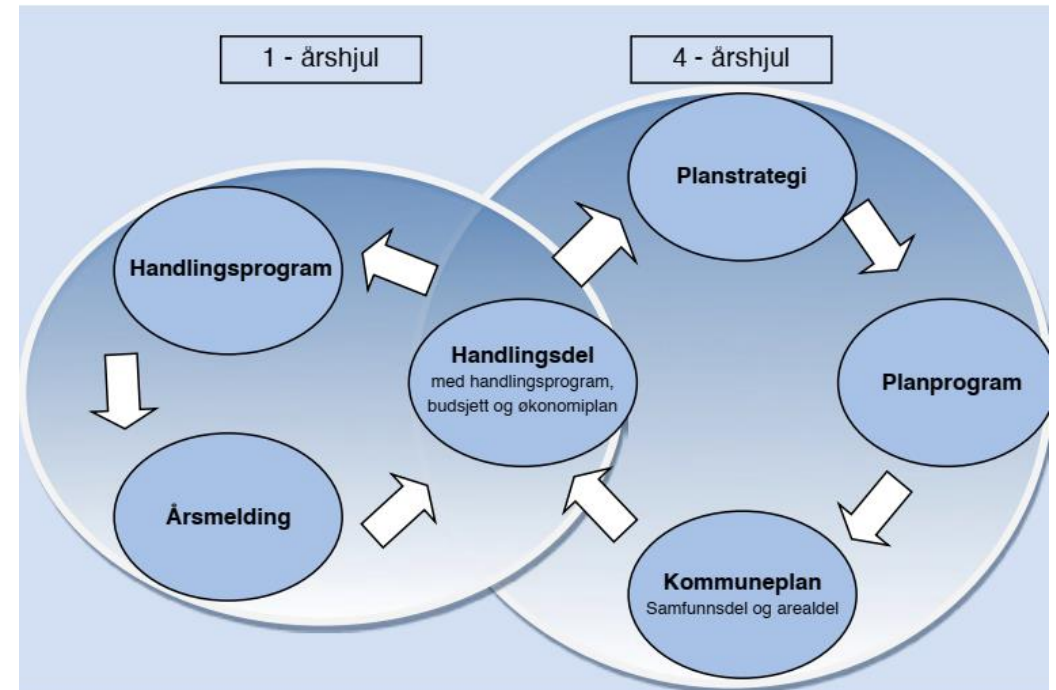 1 - årshjul
4 - årshjul
Planstrategi
Handlingsprogram
Handlingsdel
med handlingsprogram,
budsjett og økonomiplan
Planprogram
Årsmelding
Kommuneplan
Samfunnsdel og arealdel